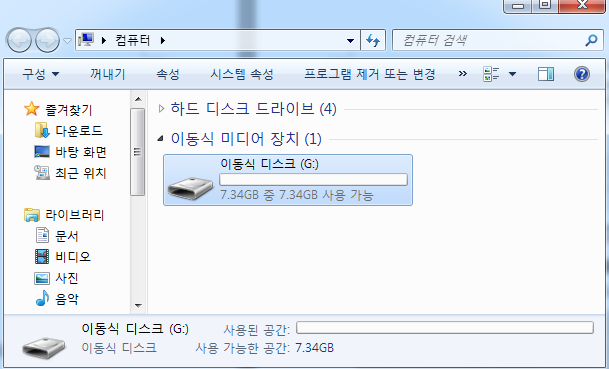 컴퓨터
컴퓨터 검색
구성 꺼내기 속성 시스템 속성 프로그램 제거 또는 변경 »
즐겨찾기
다운로드
바탕 화면
최근 위치
라이브러리
문서
비디오
사진
음악
하드 디스크 드라이브 (4)
이동식 미디어 장치 (1)
이동식 디스크 (G:)
7.34GB 중 7.34GB 사용 가능
이동식 디스크 (G:) 사용된 공간:
이동식 디스크 사용 가능한 공간: 7.34GB